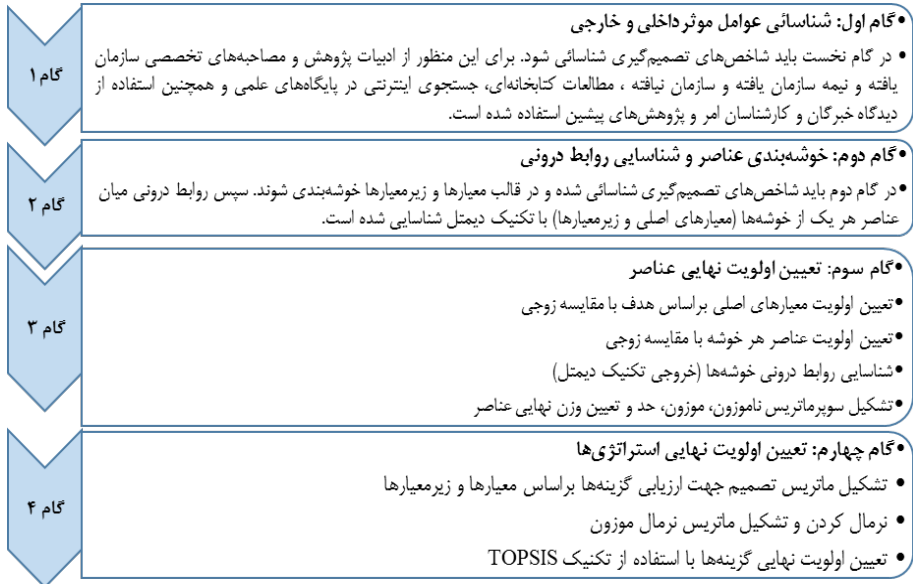 گام ۱
•گام اول: شناسائی عوامل موثر داخلی و خارجی
• در گام نخست باید شاخص‌های تصمیم‌گیری شناسائی شود. برای این منظور از ادبیات پژوهش و مصاحبه‌های تخصصی سازمان
یافته و نیمه سازمان یافته و سازمان نیافته ، مطالعات کتابخانه‌ای، جستجوی اینترنتی در پایگاه‌های علمی و همچنین استفاده از
دیدگاه خبرگان و کارشناسان امر و پژوهش‌های پیشین استفاده شده است.
گام ۲
•گام دوم: خوشه‌بندی عناصر و شناسایی روابط درونی
•در گام دوم باید شاخص‌های تصمیم‌گیری شناسائی شده و در قالب معیارها و زیرمعیارها خوشه‌بندی شوند. سپس روابط درونی میان
عناصر هر یک از خوشه‌ها (معیارهای اصلی و زیرمعیارها) با تکنیک دیمتل شناسایی شده است.
گام ۳
•گام سوم: تعیین اولویت نهایی عناصر
•تعیین اولویت معیارهای اصلی براساس هدف با مقایسه زوجی
•تعیین اولویت عناصر هر خوشه با مقایسه زوجی
•شناسایی روابط درونی خوشه‌ها (خروجی تکنیک دیمتل)
•تشکیل سوپرماتریس ناموزون، موزون، حد و تعیین وزن نهایی عناصر
گام ۴
•گام چهارم: تعیین اولویت نهایی استراتژی‌ها
• تشکیل ماتریس تصمیم جهت ارزیابی گزینه‌ها براساس معیارها و زیرمعیارها
• نرمال کردن و تشکیل ماتریس نرمال موزون
• تعیین اولویت نهایی گزینه‌ها با استفاده از تکنیک TOPSIS